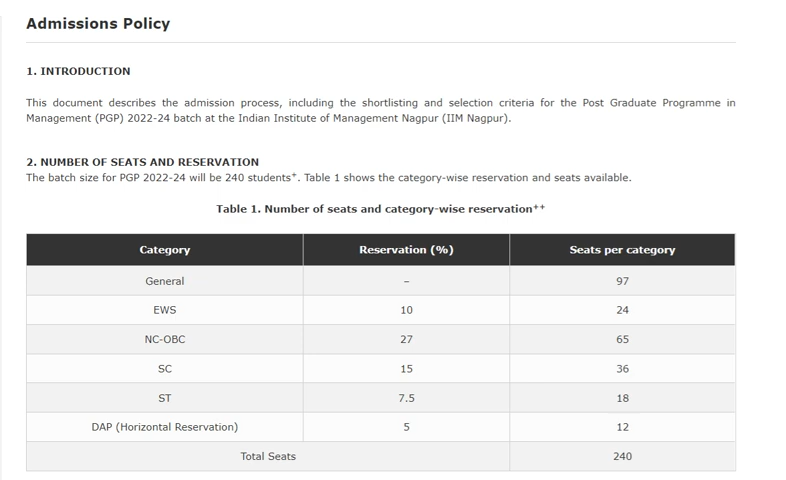 Admissions Policy
1. INTRODUCTION
This document describes the admission process, including the shortlisting and selection criteria for the Post Graduate Programme in
Management (PGP) 2022-24 batch at the Indian Institute of Management Nagpur (IIM Nagpur).
2. NUMBER OF SEATS AND RESERVATION
The batch size for PGP 2022-24 will be 240 students+. Table 1 shows the category-wise reservation and seats available.
Table 1. Number of seats and category-wise reservation++
Category Reservation (%) Seats per category
General – 97
EWS 10 24
NC-OBC 27 65
SC 15 36
ST 7.5 18
DAP (Horizontal Reservation) 5 12
Total Seats 240